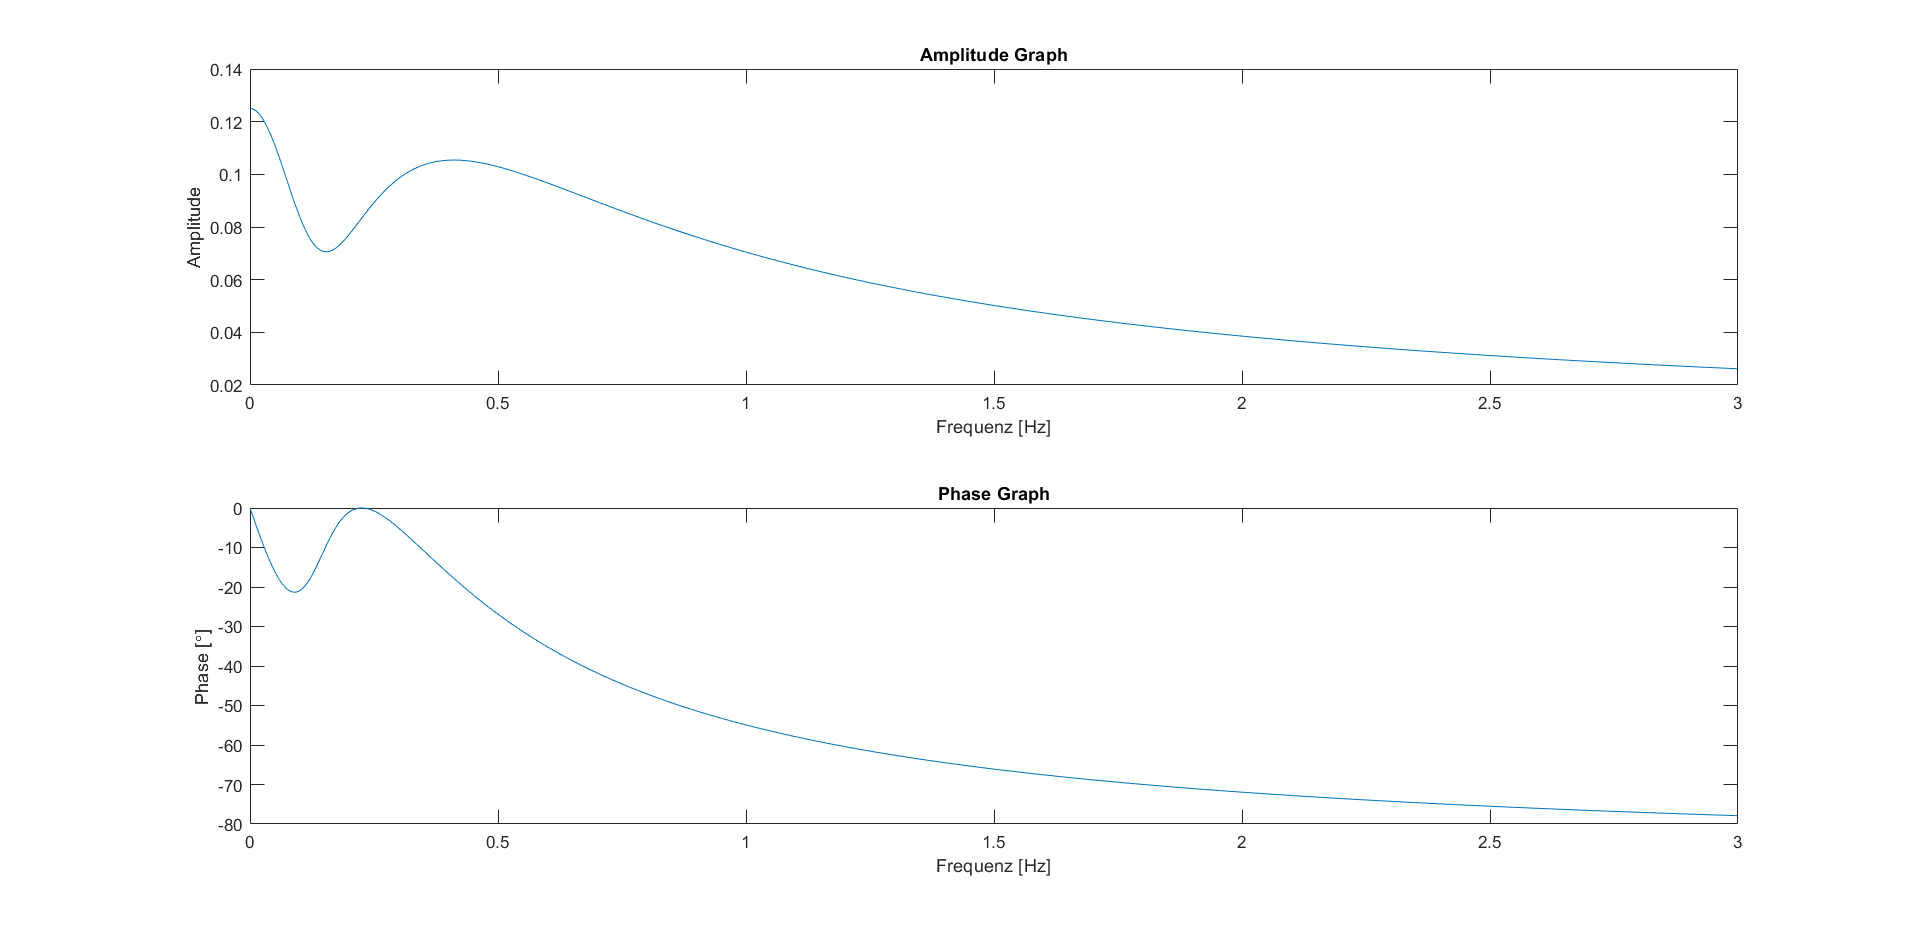 Amplitude Graph
0.14
0.12
0.1
0.08
0.06
0.04
0.02
Amplitude
0 0.5 1 1.5 2 2.5 3
Frequenz [Hz]
Phase Graph
0
-10
-20
-30
-40
-50
-60
-70
-80
Phase [°]
0 0.5 1 1.5 2 2.5 3
Frequenz [Hz]